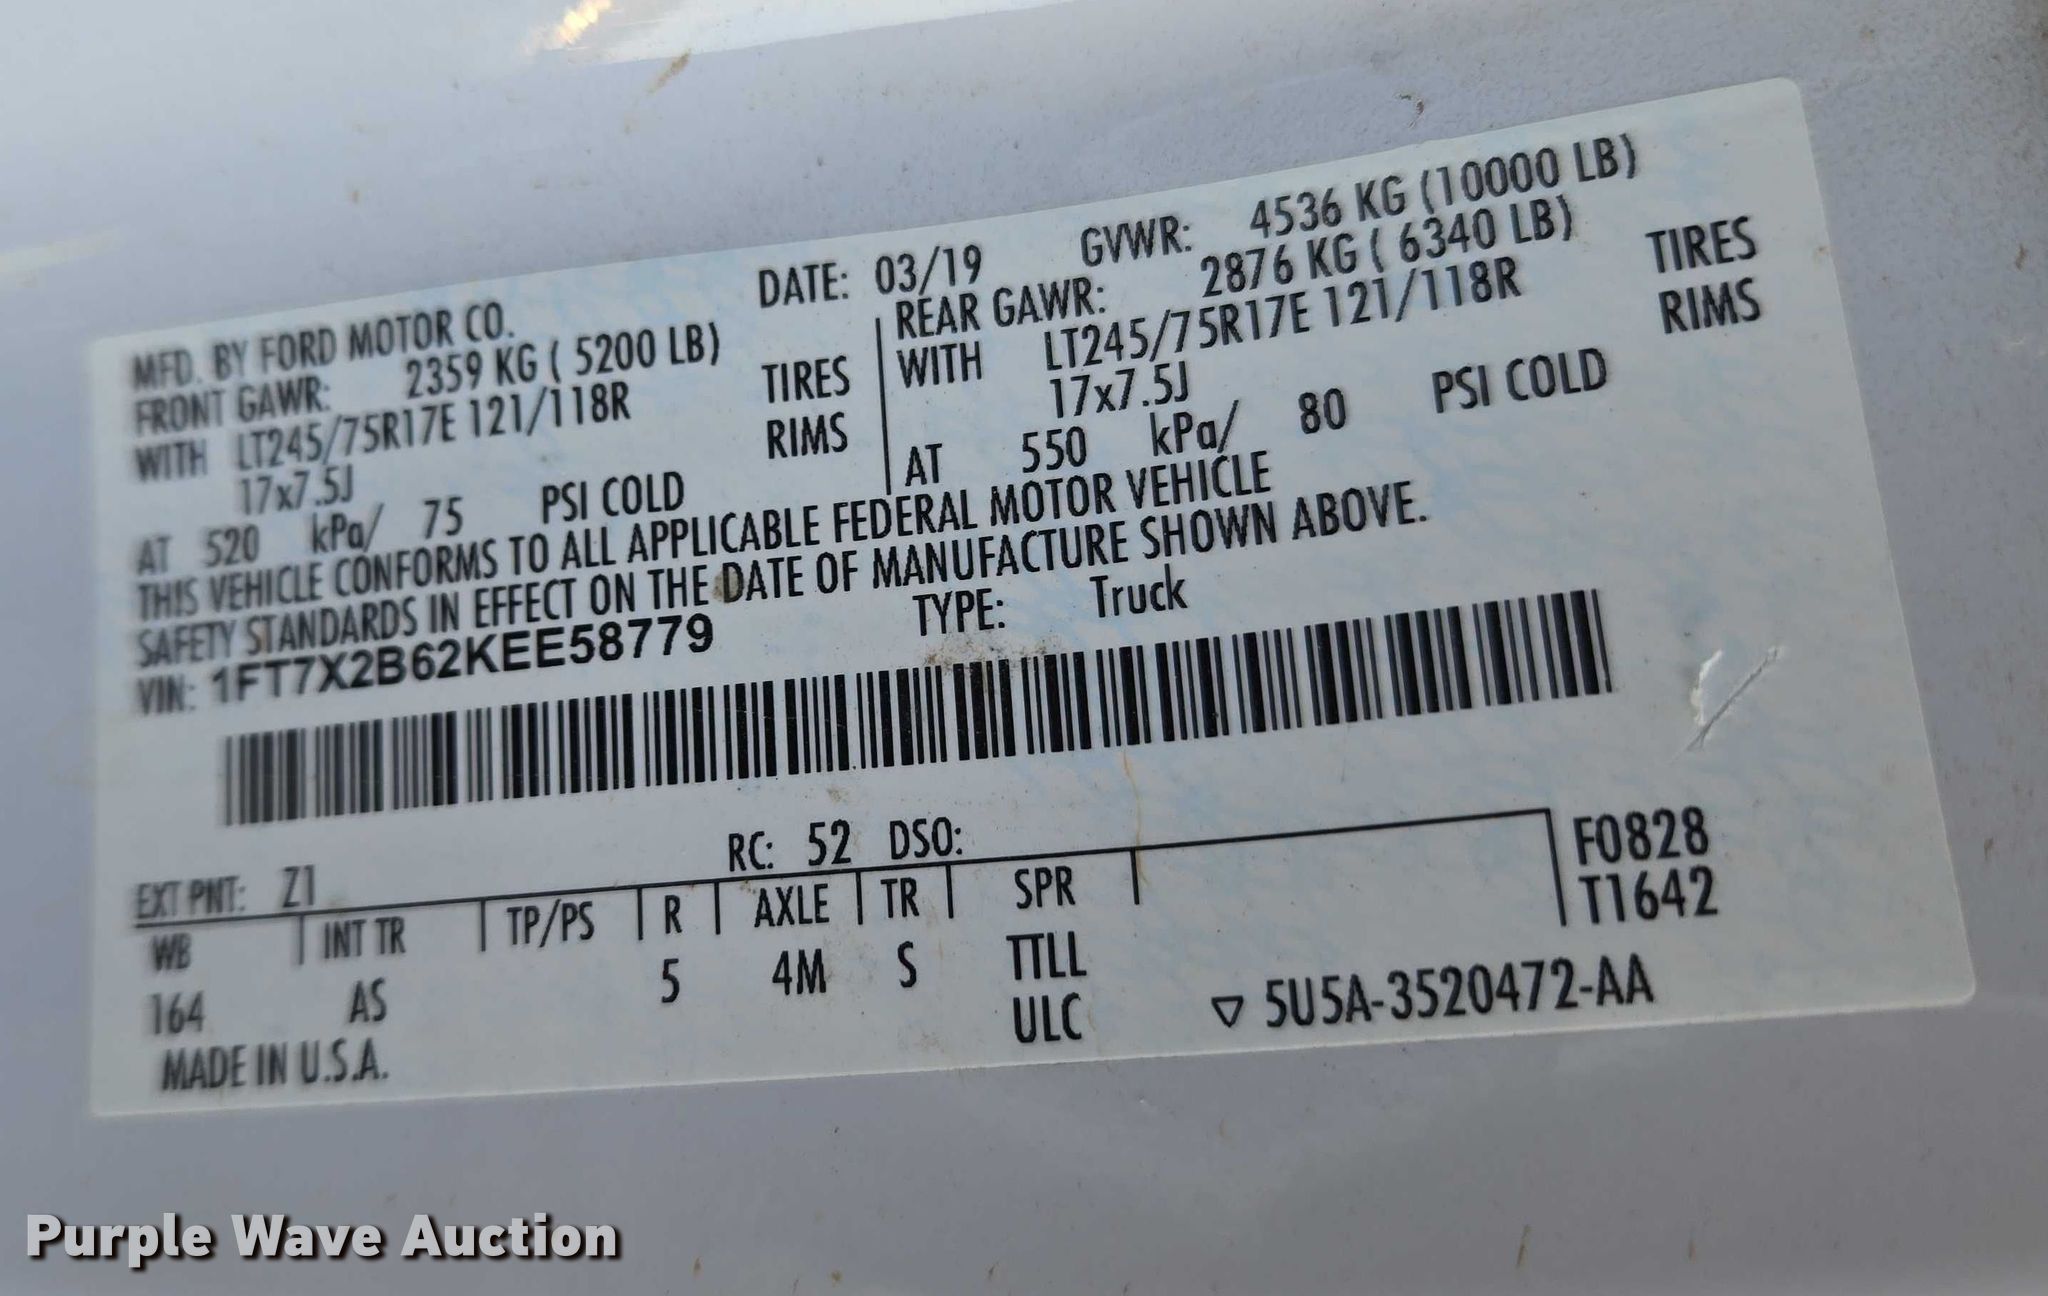 MFD. BY FORD MOTOR CO.
DATE: 03/19
GVWR: 4536 KG (10000 LB)
FRONT GAWR: 2359 KG ( 5200 LB)
REAR GAWR: 2876 KG ( 6340 LB)
WITH LT245/75R17E 121/118R TIRES
WITH LT245/75R17E 121/118R TIRES
17x7.5J RIMS
17x7.5J RIMS
AT 520 kPa/ 75 PSI COLD
AT 550 kPa/ 80 PSI COLD
THIS VEHICLE CONFORMS TO ALL APPLICABLE FEDERAL MOTOR VEHICLE
SAFETY STANDARDS IN EFFECT ON THE DATE OF MANUFACTURE SHOWN ABOVE.
VIN: 1FT7X2B62KEE58779
TYPE: Truck
EXT PNT: Z1 RC: 52 DSO:
F0828
WB INT TR TP/PS R AXLE TR SPR
T1642
164 AS 5 4M S TTLL
ULC
▽ 5U5A-3520472-AA
MADE IN U.S.A.
Purple Wave Auction